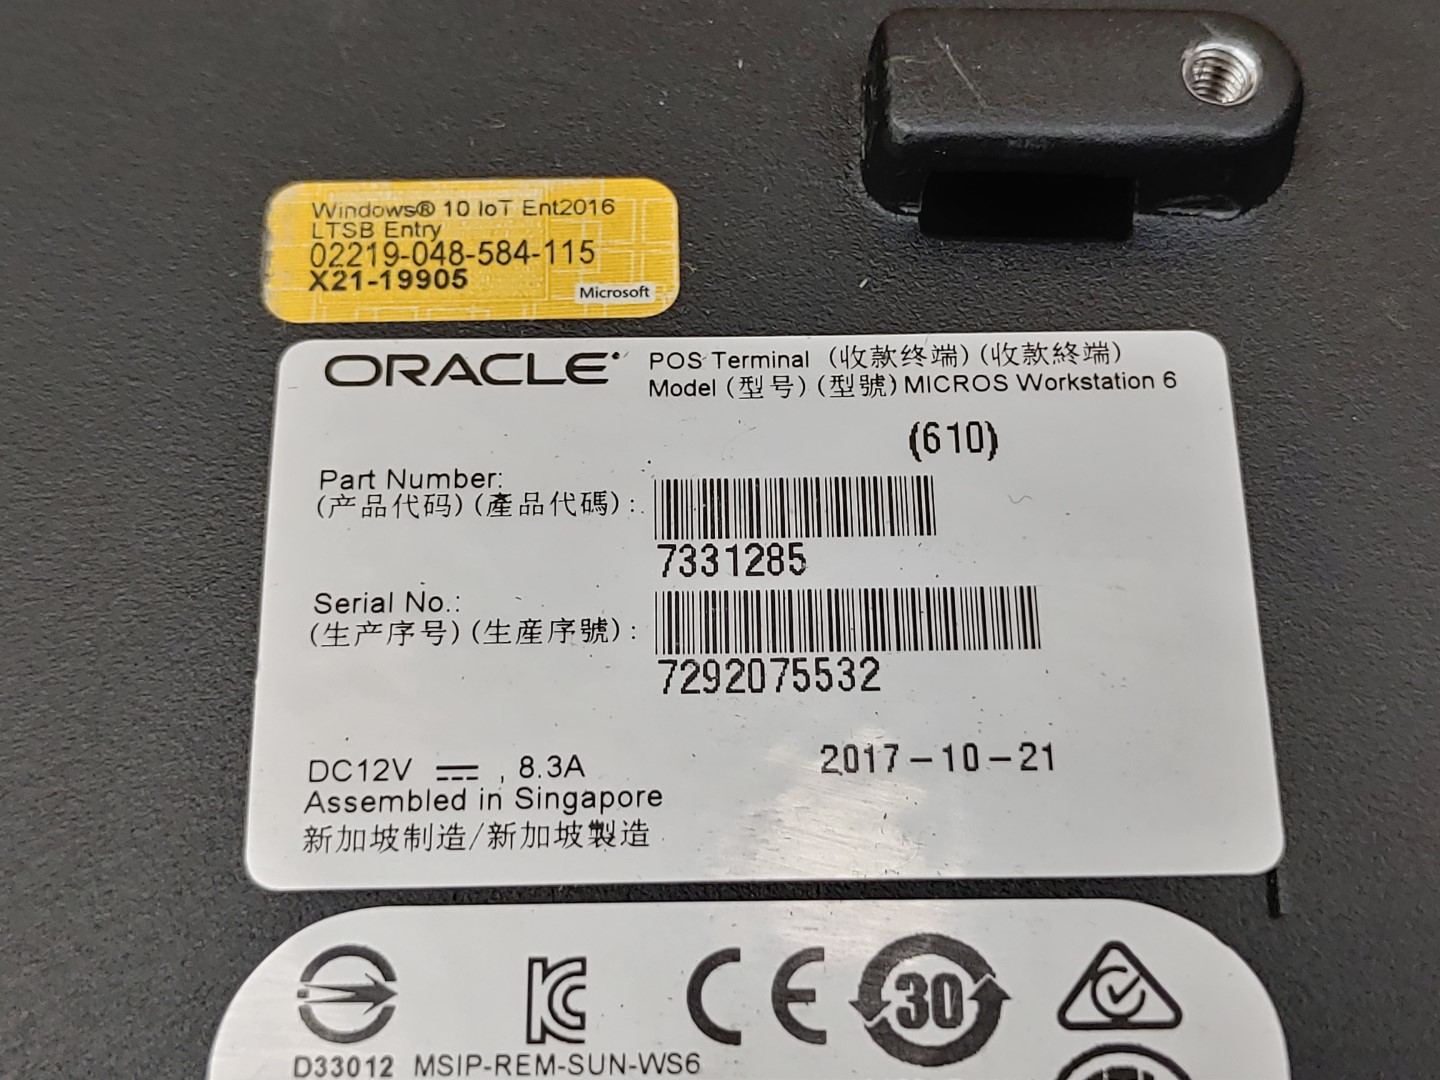 Windows® 10 IoT Ent2016
LTSB Entry
02219-048-584-115
X21-19905
Microsoft
ORACLE
POS Terminal (收款终端) (收款終端)
Model (型号) (型號) MICROS Workstation 6
(610)
Part Number:
(产品代码) (產品代碼) :
7331285
Serial No.:
(生产序号) (生産序號) :
7292075532
DC12V ⎓ , 8.3A
2017-10-21
Assembled in Singapore
新加坡制造/新加坡製造
KC
CE
30
D33012 MSIP-REM-SUN-WS6